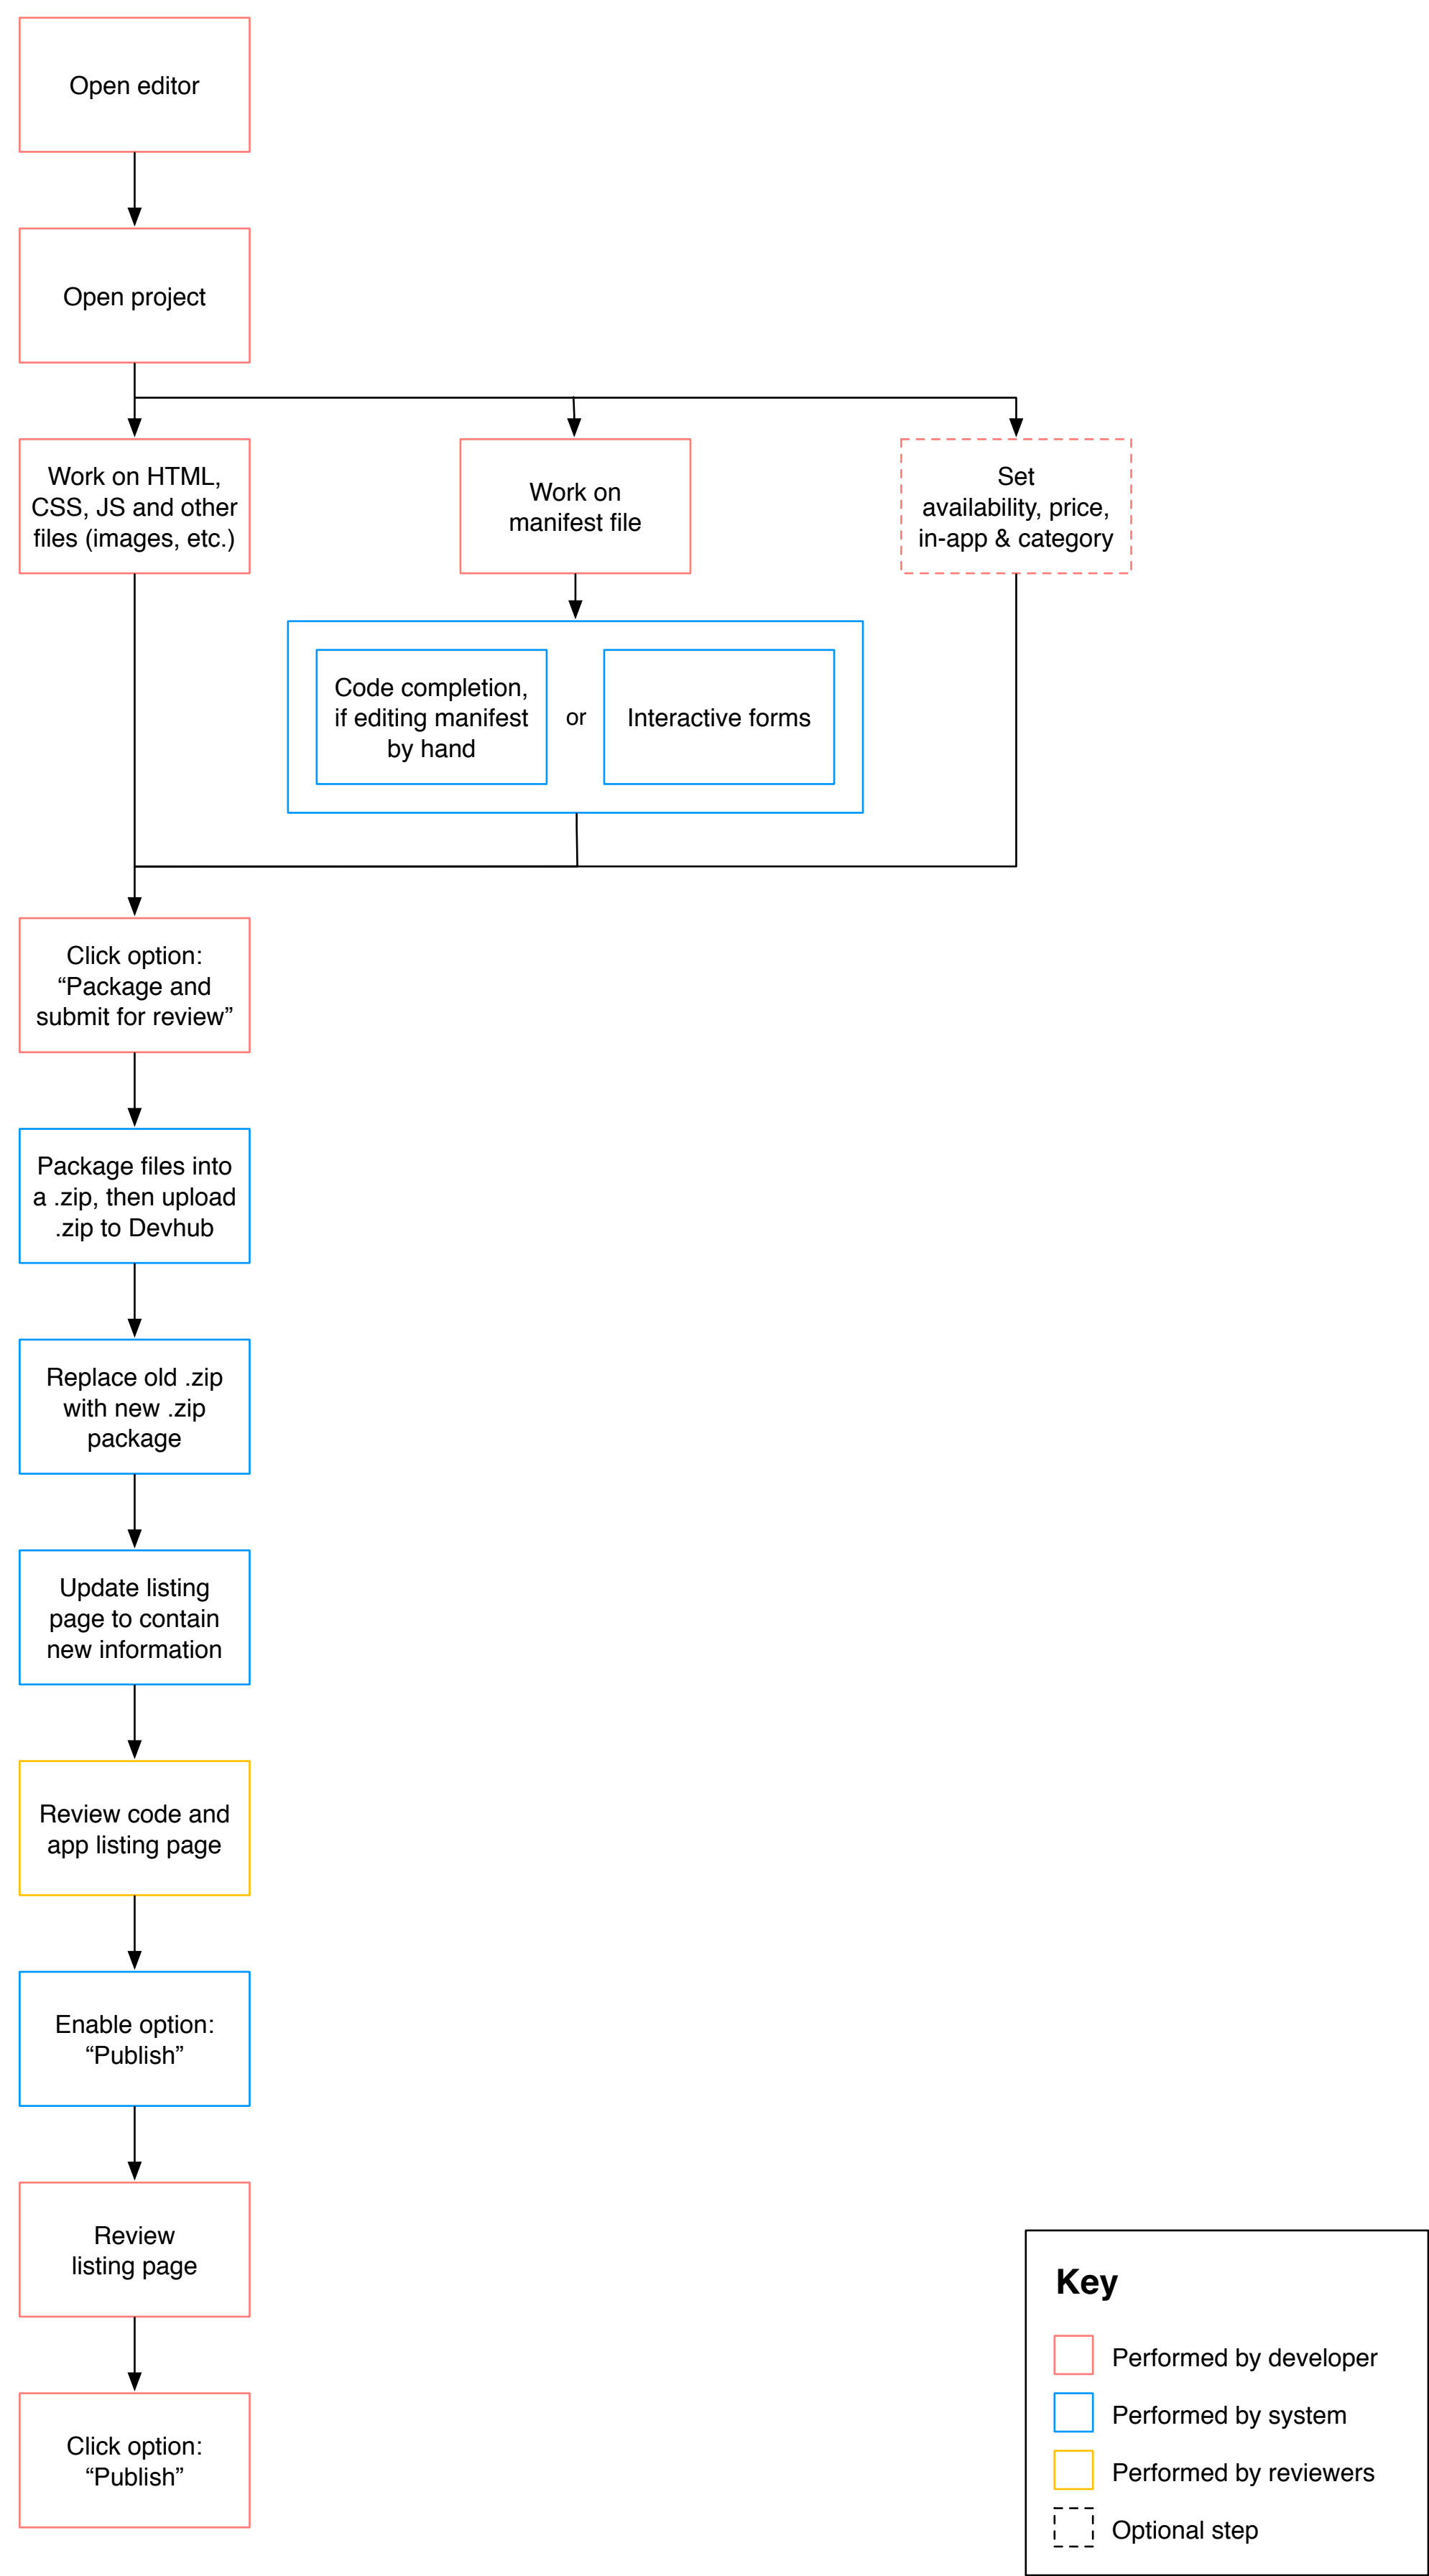 Open editor
Open project
Work on HTML,
CSS, JS and other
files (images, etc.)
Work on
manifest file
Set
availability, price,
in-app & category
Code completion,
if editing manifest
by hand
or
Interactive forms
Click option:
“Package and
submit for review”
Package files into
a .zip, then upload
.zip to Devhub
Replace old .zip
with new .zip
package
Update listing
page to contain
new information
Review code and
app listing page
Enable option:
“Publish”
Review
listing page
Click option:
“Publish”
Key
Performed by developer
Performed by system
Performed by reviewers
Optional step